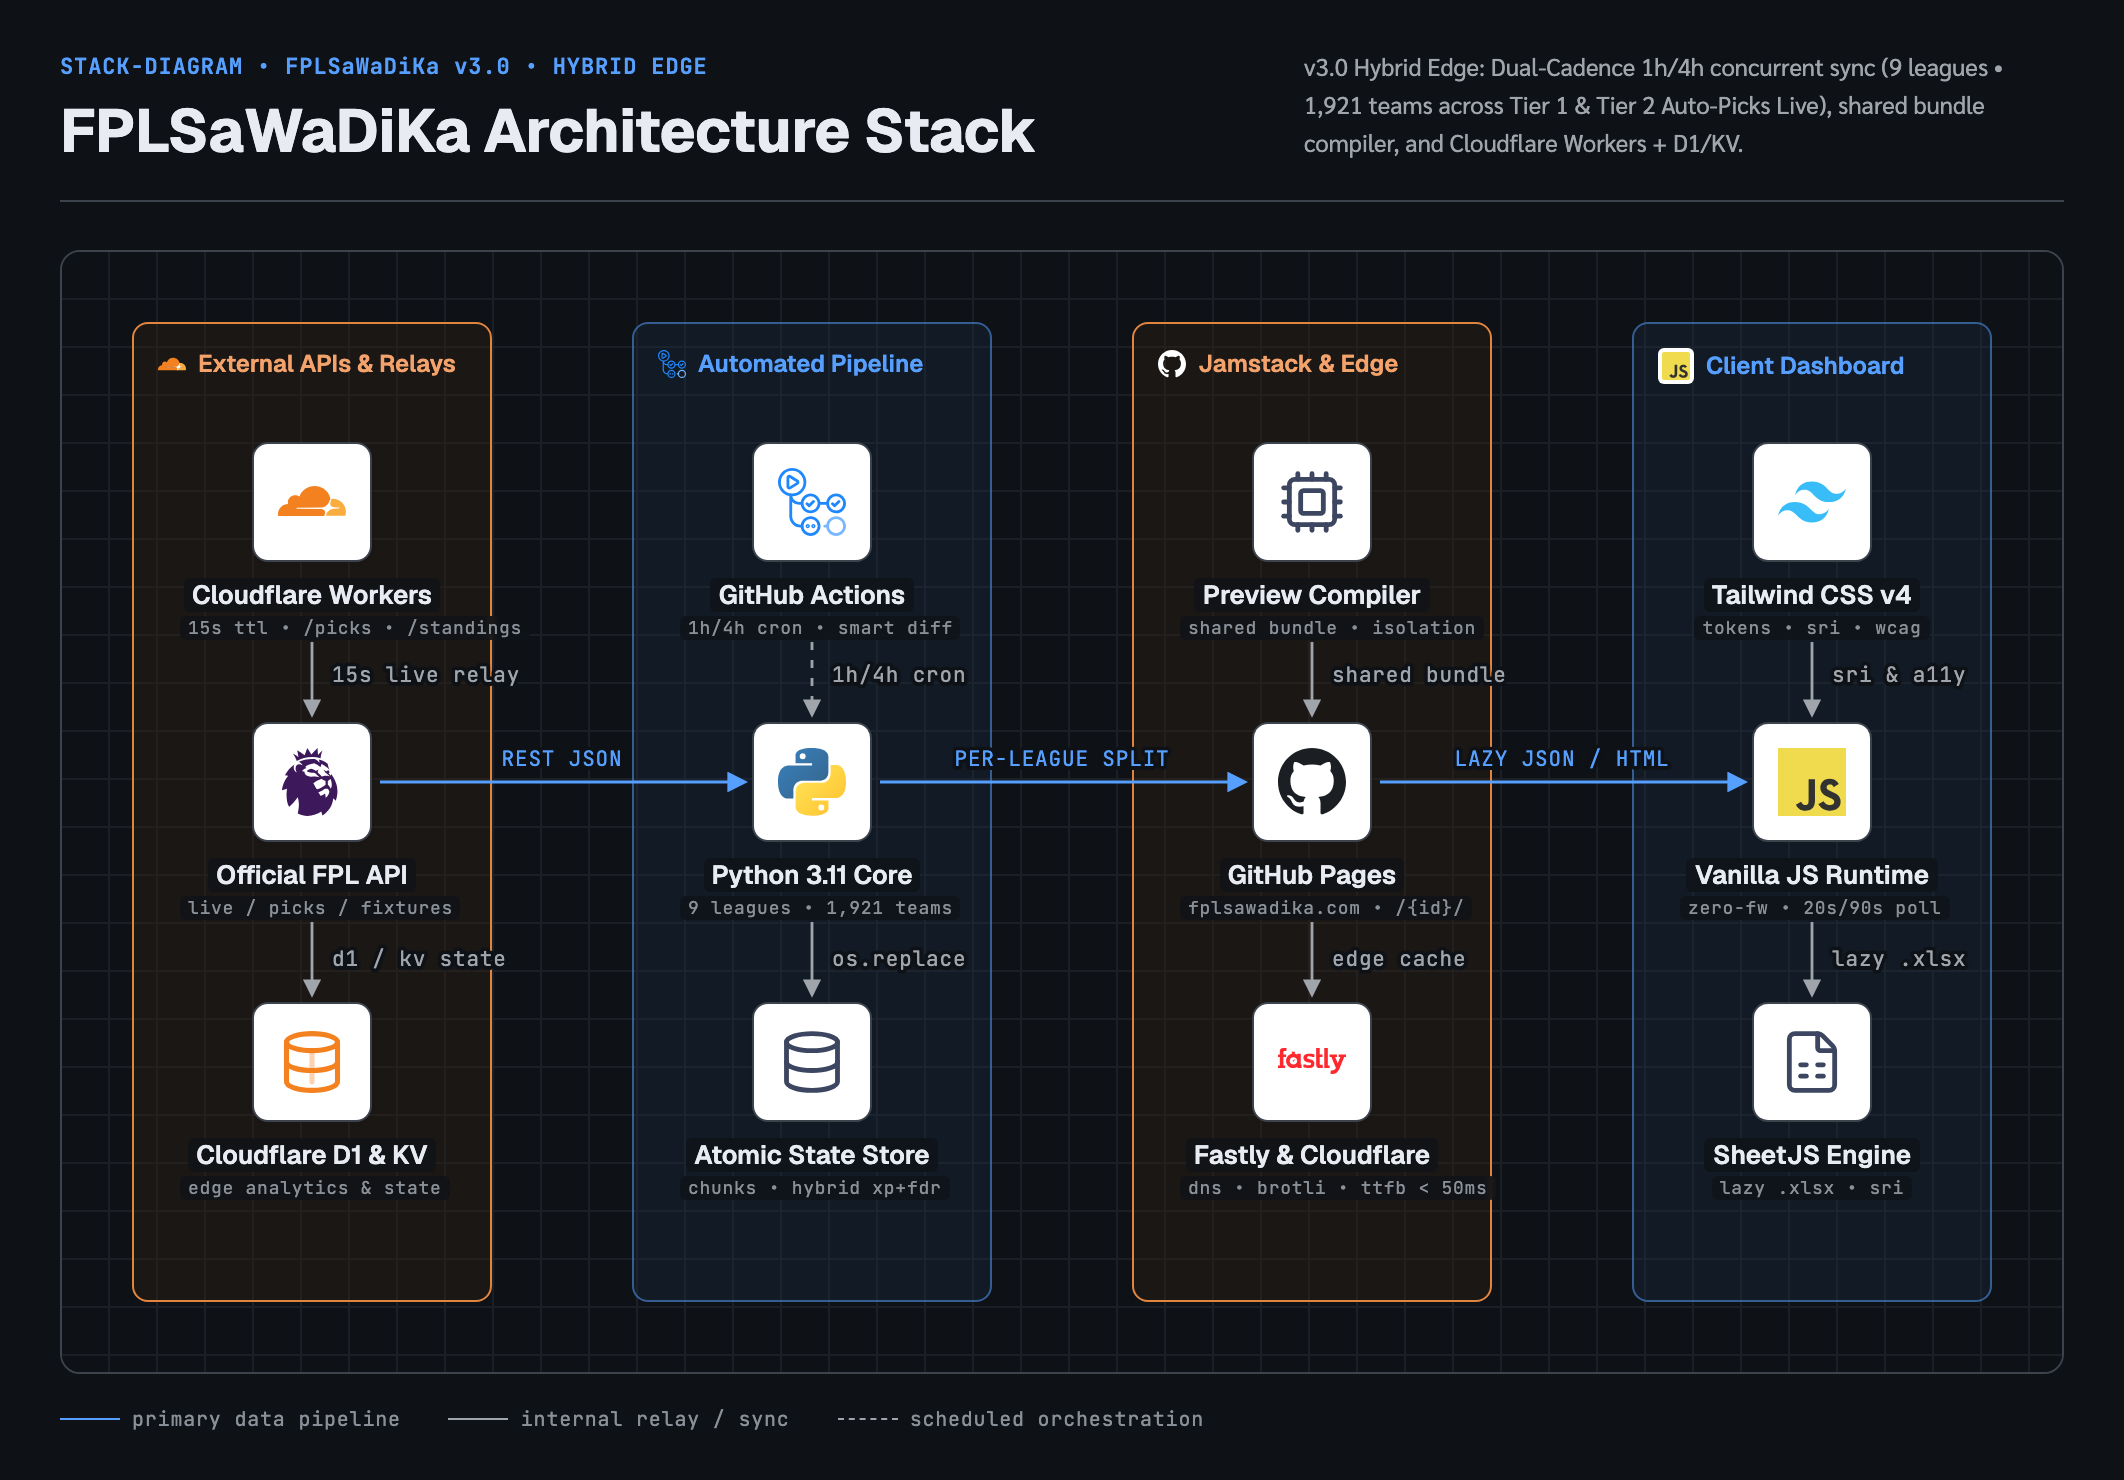 STACK-DIAGRAM • FPLSaWaDiKa v3.0 • HYBRID EDGE
FPLSaWaDiKa Architecture Stack
v3.0 Hybrid Edge: Dual-Cadence 1h/4h concurrent sync (9 leagues •
1,921 teams across Tier 1 & Tier 2 Auto-Picks Live), shared bundle
compiler, and Cloudflare Workers + D1/KV.
External APIs & Relays
Cloudflare Workers
15s ttl • /picks • /standings
15s live relay
Official FPL API
live / picks / fixtures
d1 / kv state
Cloudflare D1 & KV
edge analytics & state
REST JSON
Automated Pipeline
GitHub Actions
1h/4h cron • smart diff
1h/4h cron
Python 3.11 Core
9 leagues • 1,921 teams
os.replace
Atomic State Store
chunks • hybrid xp+fdr
PER-LEAGUE SPLIT
Jamstack & Edge
Preview Compiler
shared bundle • isolation
shared bundle
GitHub Pages
fplsawadika.com • /{id}/
edge cache
fastly
Fastly & Cloudflare
dns • brotli • ttfb < 50ms
LAZY JSON / HTML
JS
Client Dashboard
Tailwind CSS v4
tokens • sri • wcag
sri & a11y
JS
Vanilla JS Runtime
zero-fw • 20s/90s poll
lazy .xlsx
SheetJS Engine
lazy .xlsx • sri
primary data pipeline
internal relay / sync
scheduled orchestration